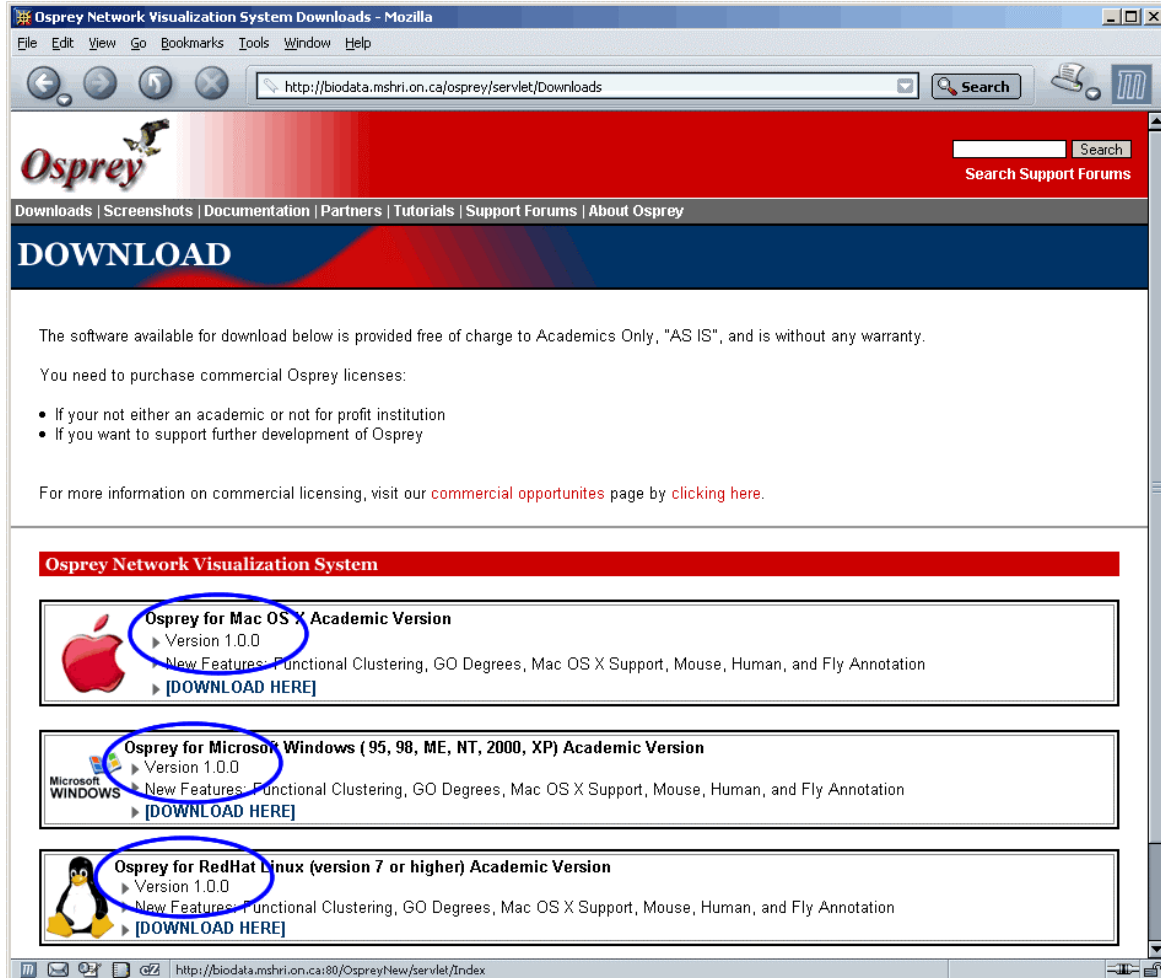 Osprey Network Visualization System Downloads - Mozilla
File Edit View Go Bookmarks Tools Window Help
http://biodata.mshri.on.ca/osprey/servlet/Downloads
Search
Osprey
Search
Search Support Forums
Downloads | Screenshots | Documentation | Partners | Tutorials | Support Forums | About Osprey
DOWNLOAD
The software available for download below is provided free of charge to Academics Only, "AS IS", and is without any warranty.
You need to purchase commercial Osprey licenses:
• If your not either an academic or not for profit institution
• If you want to support further development of Osprey
For more information on commercial licensing, visit our commercial opportunites page by clicking here.
Osprey Network Visualization System
Osprey for Mac OS X Academic Version
Version 1.0.0
New Features: Functional Clustering, GO Degrees, Mac OS X Support, Mouse, Human, and Fly Annotation
[DOWNLOAD HERE]
Osprey for Microsoft Windows ( 95, 98, ME, NT, 2000, XP) Academic Version
Version 1.0.0
Microsoft
WINDOWS
New Features: Functional Clustering, GO Degrees, Mac OS X Support, Mouse, Human, and Fly Annotation
[DOWNLOAD HERE]
Osprey for RedHat Linux (version 7 or higher) Academic Version
Version 1.0.0
New Features: Functional Clustering, GO Degrees, Mac OS X Support, Mouse, Human, and Fly Annotation
[DOWNLOAD HERE]
http://biodata.mshri.on.ca:80/OspreyNew/servlet/Index